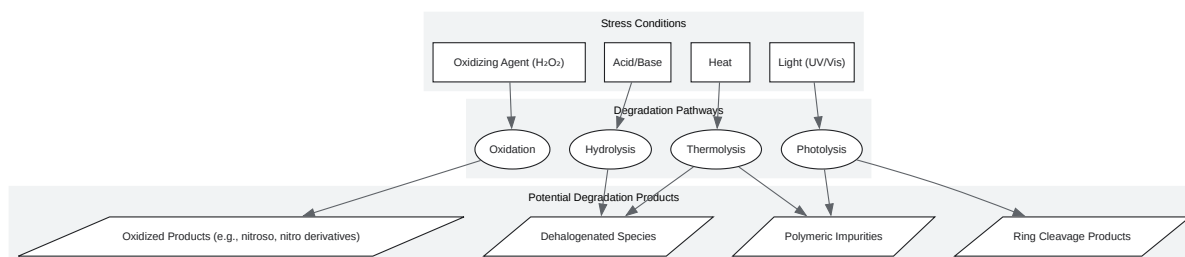 Stress Conditions
Oxidizing Agent (H₂O₂)
Acid/Base
Heat
Light (UV/Vis)
Degradation Pathways
Oxidation
Hydrolysis
Thermolysis
Photolysis
Potential Degradation Products
Oxidized Products (e.g., nitroso, nitro derivatives)
Dehalogenated Species
Polymeric Impurities
Ring Cleavage Products